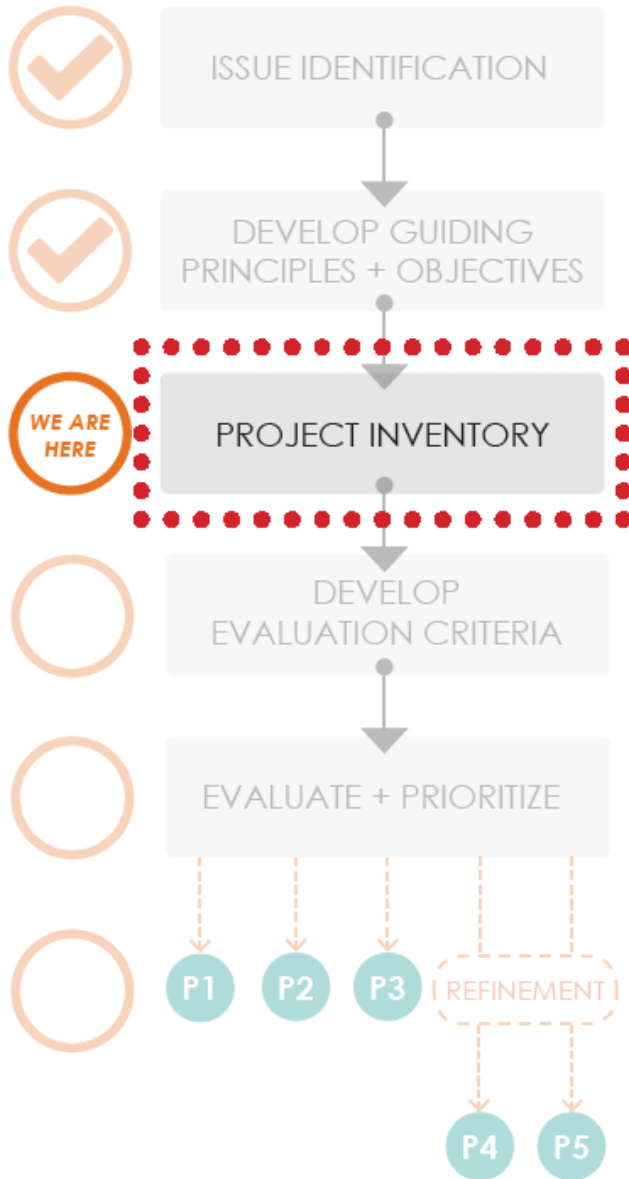 ISSUE IDENTIFICATION
DEVELOP GUIDING
PRINCIPLES + OBJECTIVES
WE ARE
HERE
PROJECT INVENTORY
DEVELOP
EVALUATION CRITERIA
EVALUATE + PRIORITIZE
P1
P2
P3
REFINEMENT
P4
P5